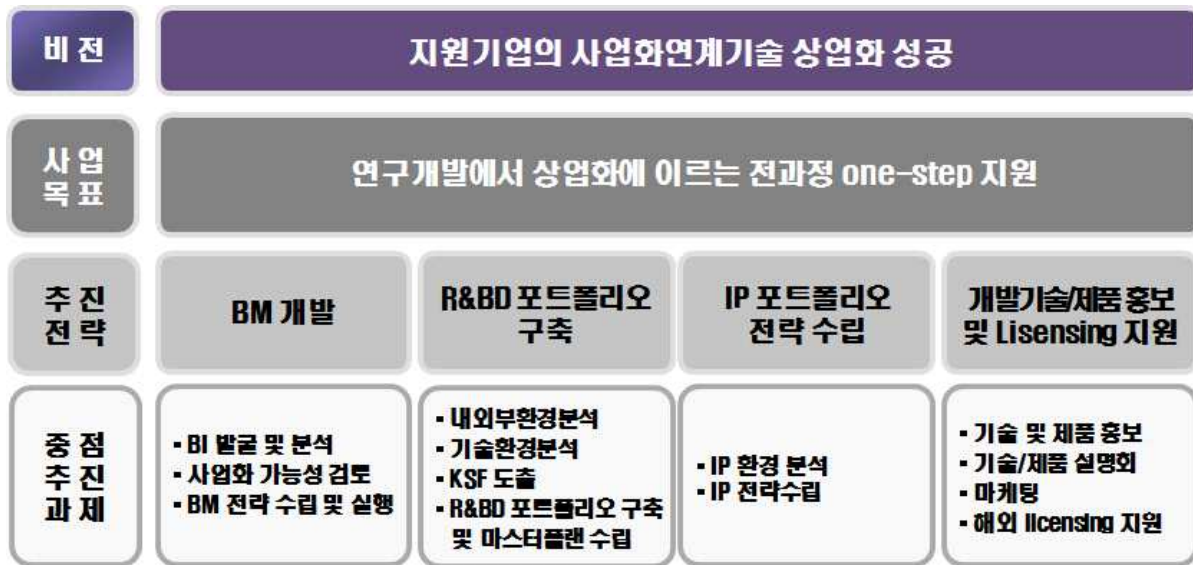 비 전
지원기업의 사업화연계기술 상업화 성공
사 업
목 표
연구개발에서 상업화에 이르는 전과정 one-step 지원
추 진
전 략
BM 개발
R&BD 포트폴리오
구축
IP 포트폴리오
전략 수립
개발기술/제품 홍보
및 Lisensing 지원
중 점
추 진
과 제
▪ BI 발굴 및 분석
▪ 사업화 가능성 검토
▪ BM 전략 수립 및 실행
▪ 내외부환경분석
▪ 기술환경분석
▪ KSF 도출
▪ R&BD 포트폴리오 구축
및 마스터플랜 수립
▪ IP 환경 분석
▪ IP 전략수립
▪ 기술 및 제품 홍보
▪ 기술/제품 설명회
▪ 마케팅
▪ 해외 licensing 지원